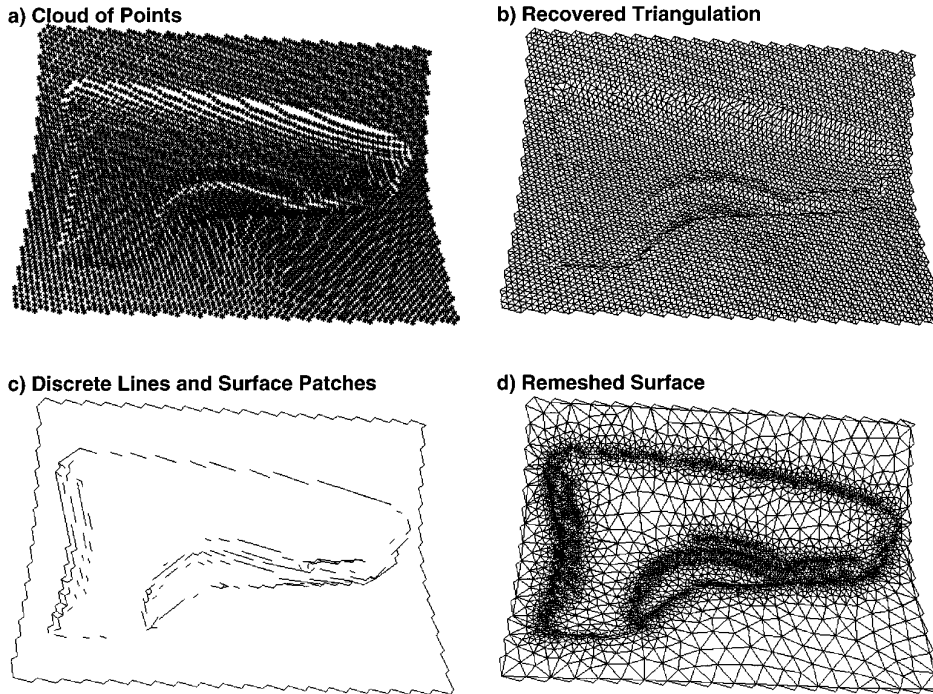 a) Cloud of Points
b) Recovered Triangulation
c) Discrete Lines and Surface Patches
d) Remeshed Surface